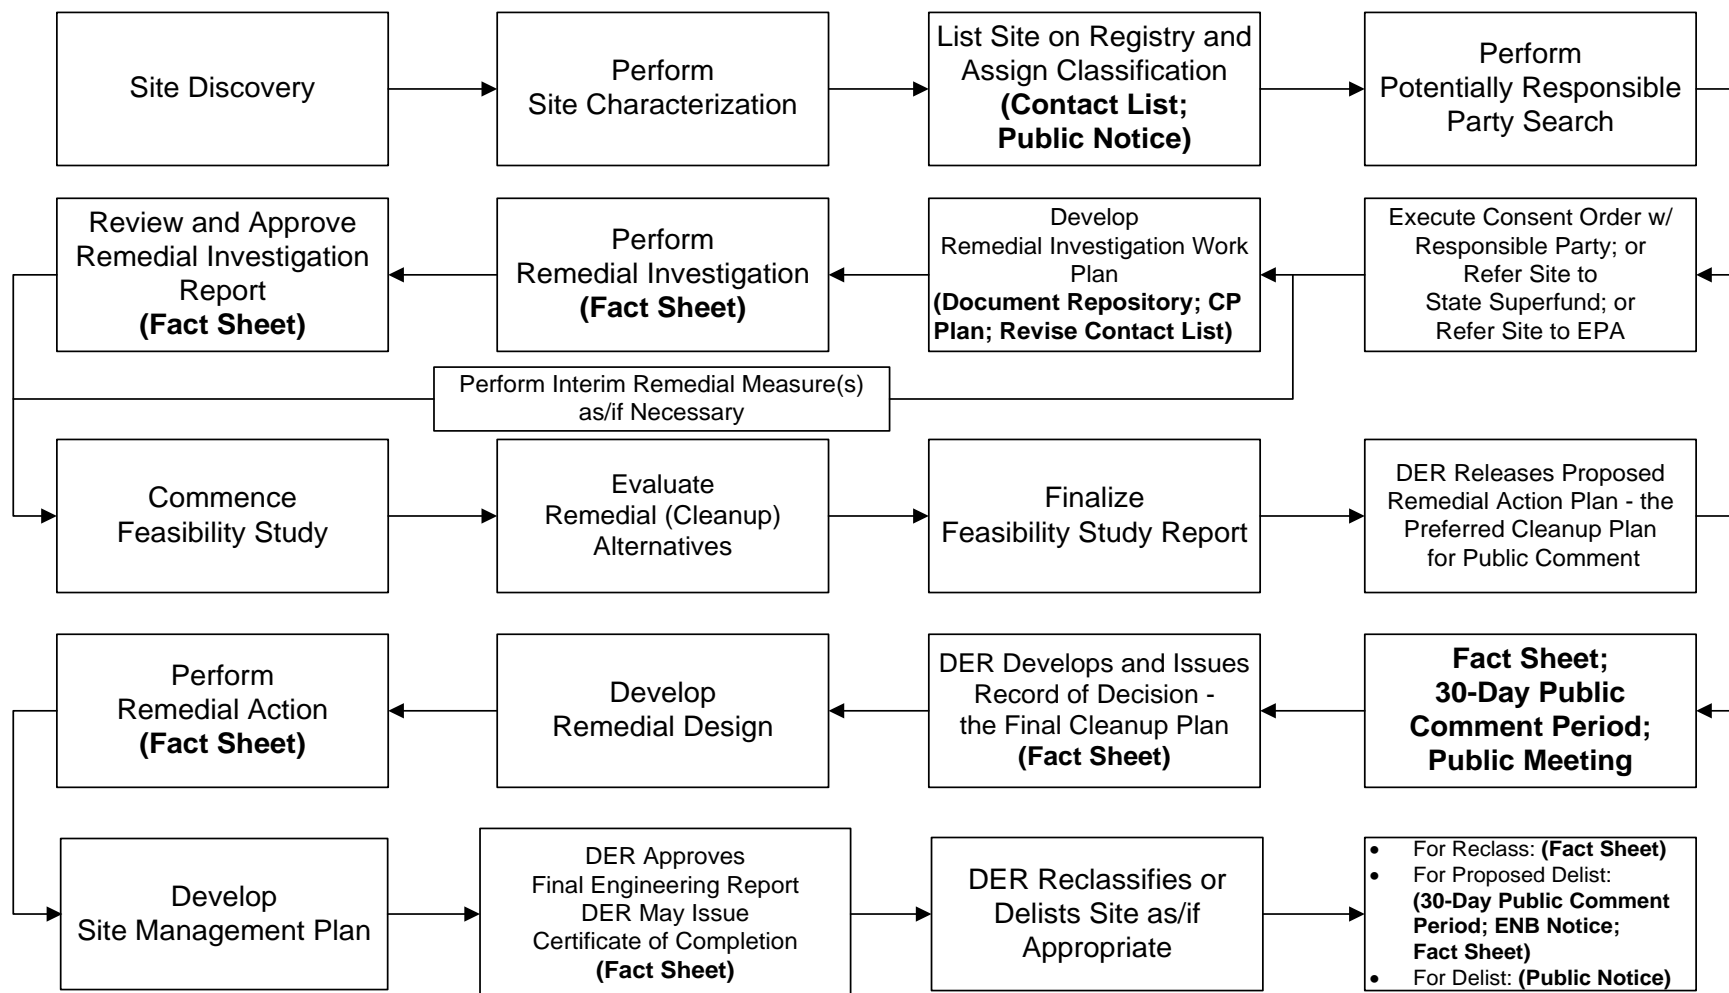 Site Discovery
Perform
Site Characterization
List Site on Registry and
Assign Classification
(Contact List;
Public Notice)
Perform
Potentially Responsible
Party Search
Review and Approve
Remedial Investigation
Report
(Fact Sheet)
Perform
Remedial Investigation
(Fact Sheet)
Develop
Remedial Investigation Work
Plan
(Document Repository; CP
Plan; Revise Contact List)
Execute Consent Order w/
Responsible Party; or
Refer Site to
State Superfund; or
Refer Site to EPA
Perform Interim Remedial Measure(s)
as/if Necessary
Commence
Feasibility Study
Evaluate
Remedial (Cleanup)
Alternatives
Finalize
Feasibility Study Report
DER Releases Proposed
Remedial Action Plan - the
Preferred Cleanup Plan
for Public Comment
Perform
Remedial Action
(Fact Sheet)
Develop
Remedial Design
DER Develops and Issues
Record of Decision -
the Final Cleanup Plan
(Fact Sheet)
Fact Sheet;
30-Day Public
Comment Period;
Public Meeting
Develop
Site Management Plan
DER Approves
Final Engineering Report
DER May Issue
Certificate of Completion
(Fact Sheet)
DER Reclassifies or
Delists Site as/if
Appropriate
• For Reclass: (Fact Sheet)
• For Proposed Delist:
(30-Day Public Comment
Period; ENB Notice;
Fact Sheet)
• For Delist: (Public Notice)